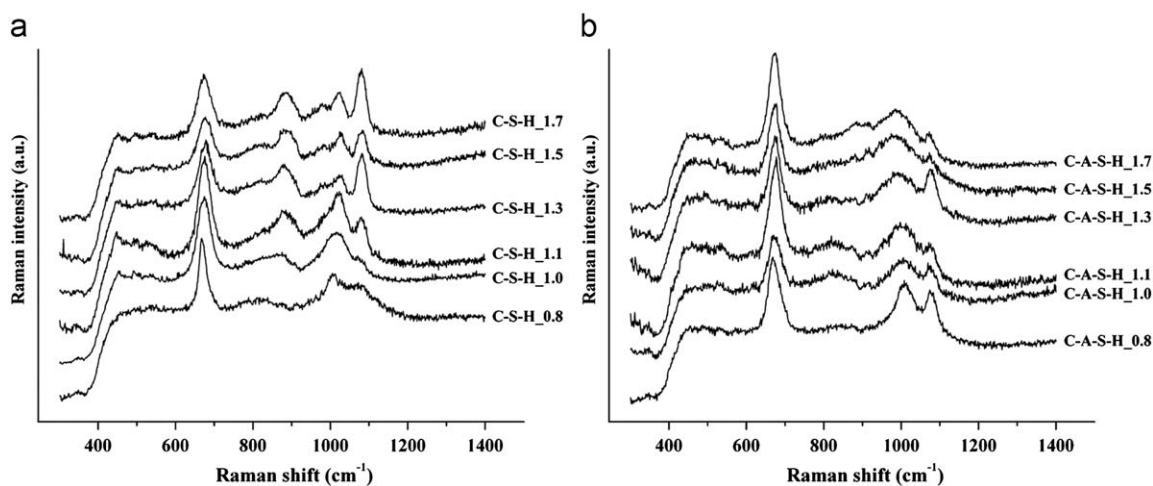 a
Raman intensity (a.u.)
C-S-H_1.7
C-S-H_1.5
C-S-H_1.3
C-S-H_1.1
C-S-H_1.0
C-S-H_0.8
400 600 800 1000 1200 1400
Raman shift (cm⁻¹)
b
Raman intensity (a.u.)
C-A-S-H_1.7
C-A-S-H_1.5
C-A-S-H_1.3
C-A-S-H_1.1
C-A-S-H_1.0
C-A-S-H_0.8
400 600 800 1000 1200 1400
Raman shift (cm⁻¹)